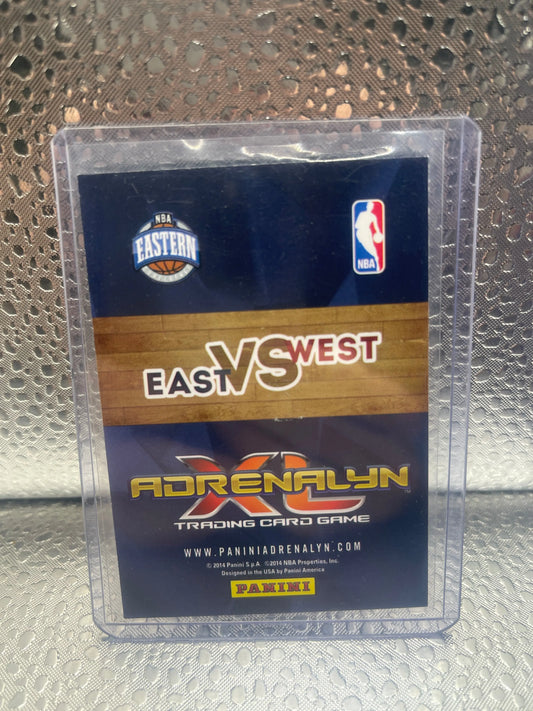 NBA
EASTERN
NBA
EAST VS WEST
ADRENALYN XL™
TRADING CARD GAME
WWW.PANINIADRENALYN.COM
© 2014 Panini S.p.A. ©2014 NBA Properties, Inc.
Designed in the USA by Panini America
PANINI